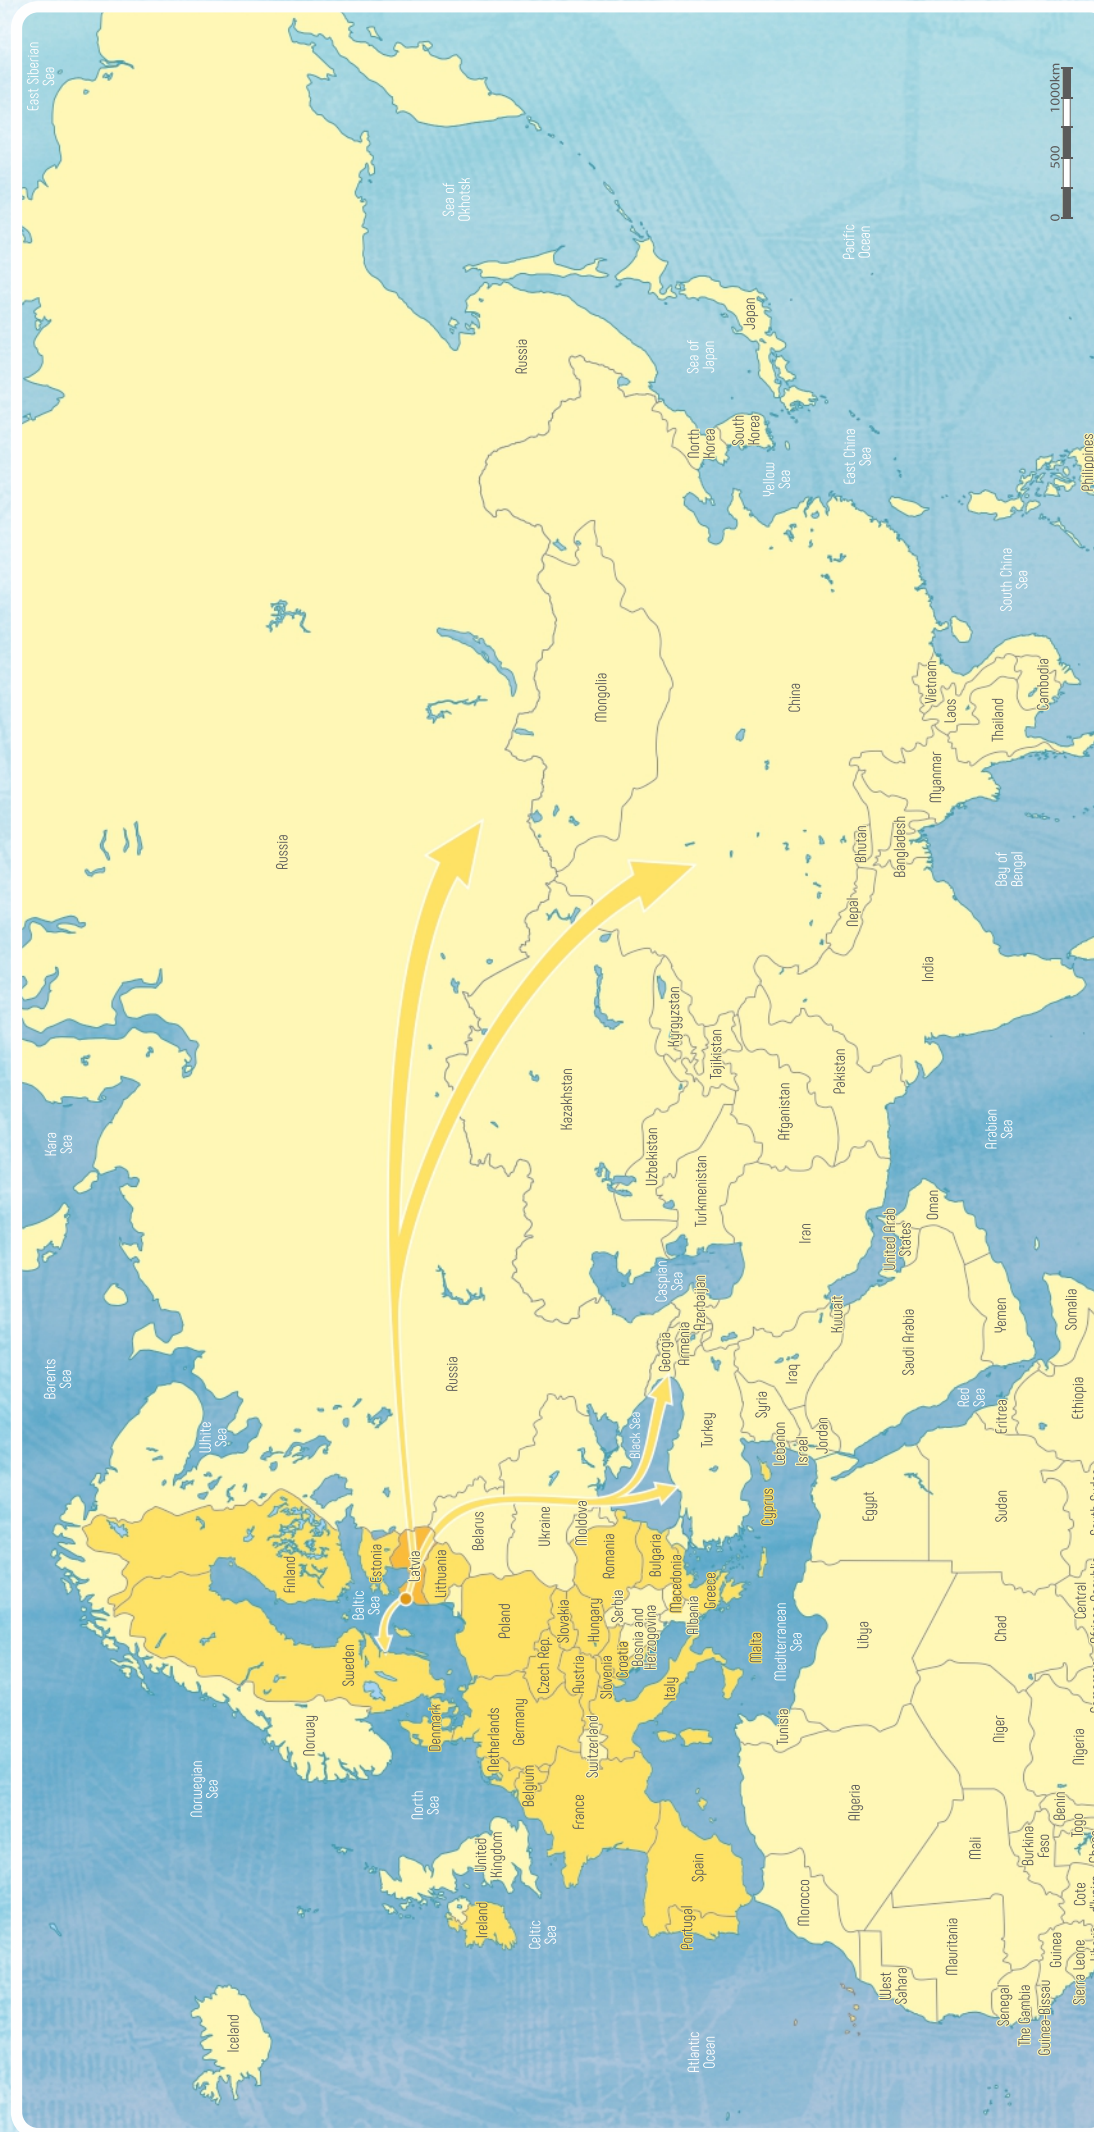 East Siberian
Sea
Kara
Sea
Barents
Sea
White
Sea
Norwegian
Sea
Iceland
Russia
Finland
Sweden
Norway
Baltic
Sea
Estonia
Latvia
Lithuania
Denmark
North
Sea
Russia
Belarus
Sea of
Okhotsk
Russia
Poland
Netherlands
Germany
Belgium
United
Kingdom
Ireland
Celtic
Sea
Ukraine
Moldova
Czech Rep.
Slovakia
Austria
Hungary
Slovenia
Croatia
Serbia
Bosnia and
Herzogovina
Switzerland
France
Romania
Bulgaria
Macedonia
Albania
Greece
Italy
Spain
Portugal
Atlantic
Ocean
Kazakhstan
Mongolia
Uzbekistan
Turkmenistan
Kyrgyzstan
Tajikistan
Caspian
Sea
Black Sea
Georgia
Armenia
Azerbaijan
Turkey
Sea of
Japan
Japan
North
Korea
South
Korea
Yellow
Sea
East China
Sea
Pacific
Ocean
0
500
1000km
China
Afganistan
Pakistan
Iran
Iraq
Syria
Lebanon
Israel
Jordan
Kuwait
Cyprus
Malta
Mediterranean
Sea
Nepal
Bhutan
Bangladesh
India
Myanmar
Vietnam
Laos
Thailand
Cambodia
South China
Sea
Philippines
Bay of
Bengal
Arabian
Sea
United Arab
States
Oman
Saudi Arabia
Yemen
Red
Sea
Eritrea
Somalia
Ethiopia
Egypt
Sudan
Libya
Chad
Central
Tunisia
Algeria
Niger
Nigeria
Morocco
Mali
Burkina
Faso
Benin
Togo
Cote
West
Sahara
Mauritania
Senegal
The Gambia
Guinea-Bissau
Guinea
Sierra Leone